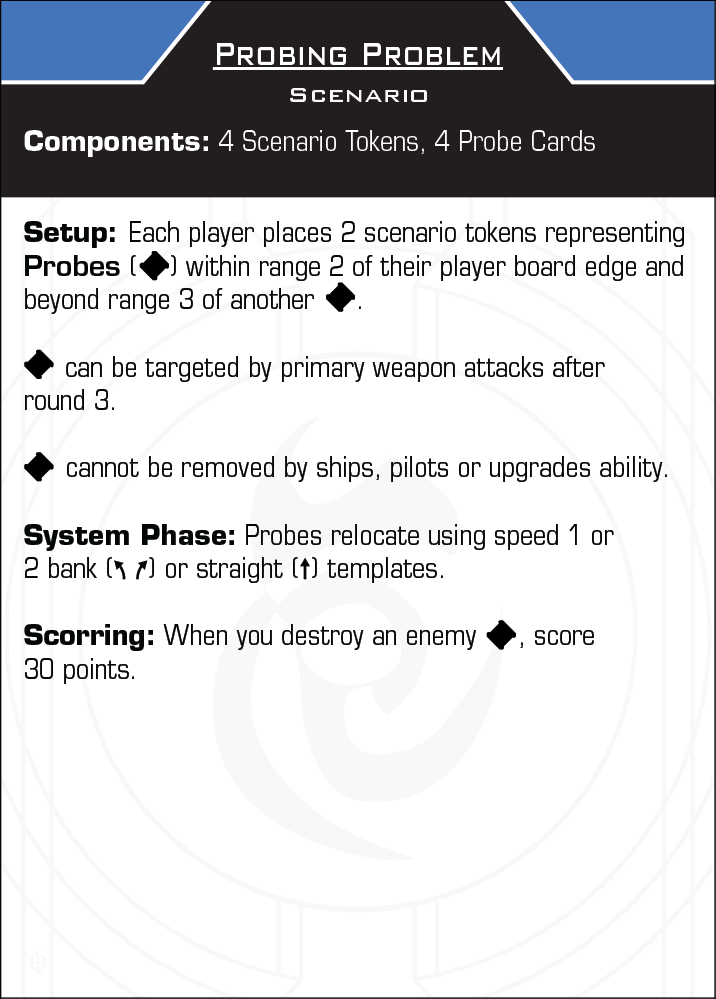 Probing Problem
Scenario
Components: 4 Scenario Tokens, 4 Probe Cards
Setup: Each player places 2 scenario tokens representing
Probes (◆) within range 2 of their player board edge and
beyond range 3 of another ◆.
◆ can be targeted by primary weapon attacks after
round 3.
◆ cannot be removed by ships, pilots or upgrades ability.
System Phase: Probes relocate using speed 1 or
2 bank (↖ ↗) or straight (↑) templates.
Scorring: When you destroy an enemy ◆, score
30 points.